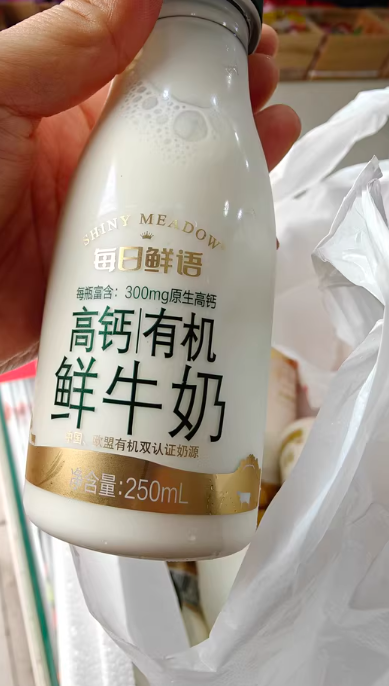 SHINY MEADOW
每日鲜语
每瓶富含：300mg原生高钙
高钙|有机
鲜牛奶
中国、欧盟有机双认证奶源
净含量:250mL